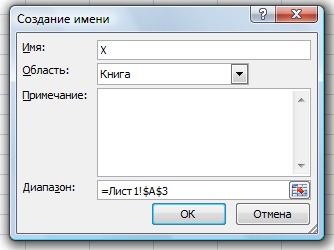 Создание имени
Имя: X
Область: Книга
Примечание:
Диапазон: =Лист1!$A$3
ОК Отмена